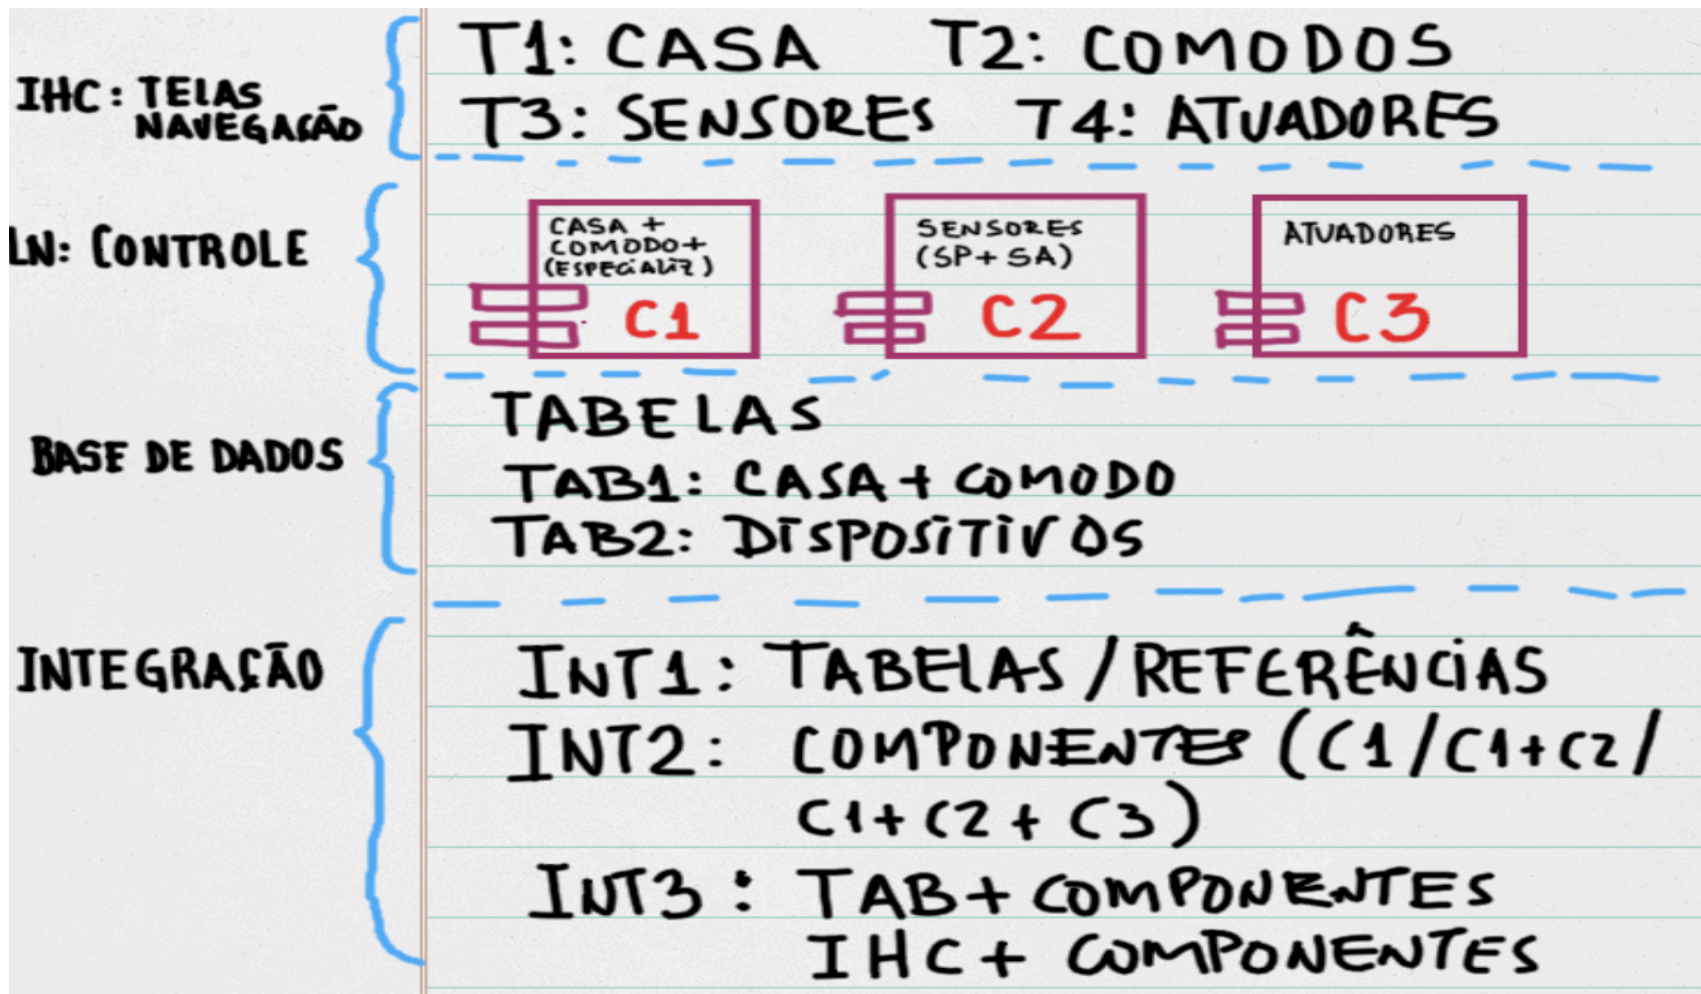 IHC: TELAS
NAVEGAÇÃO
T1: CASA T2: COMODOS
T3: SENSORES T4: ATUADORES
LN: CONTROLE
CASA +
COMODO +
(ESPECIALIZ)
C1
SENSORES
(SP + SA)
C2
ATUADORES
C3
BASE DE DADOS
TABELAS
TAB1: CASA + COMODO
TAB2: DISPOSITIVOS
INTEGRAÇÃO
INT1: TABELAS / REFERÊNCIAS
INT2: COMPONENTES (C1/C1+C2/
C1+C2+C3)
INT3: TAB + COMPONENTES
IHC + COMPONENTES